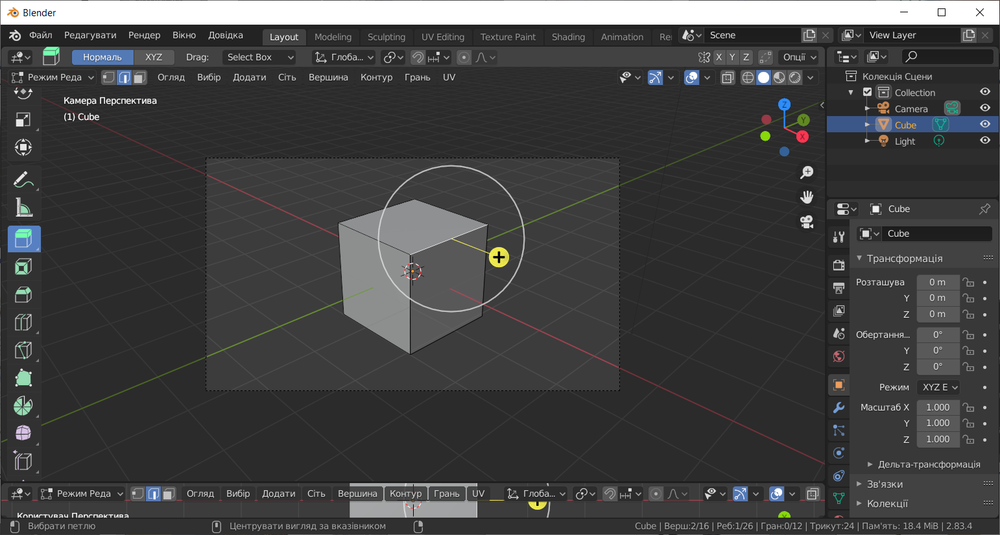 Blender
Файл Редагувати Рендер Вікно Довідка Layout Modeling Sculpting UV Editing Texture Paint Shading Animation Re Scene View Layer
Нормаль XYZ Drag: Select Box Глоба... X Y Z Опції
Режим Реда Огляд Вибір Додати Сіть Вершина Контур Грань UV
Камера Перспектива
(1) Cube
Z
Y
X
Колекція Сцени
Collection
Camera
Cube
Light
Cube
Cube
Трансформація
Розташува 0 m
Y 0 m
Z 0 m
Обертання... 0°
Y 0°
Z 0°
Режим XYZ E
Масштаб X 1.000
Y 1.000
Z 1.000
Дельта-трансформація
Зв'язки
Колекції
Режим Реда Огляд Вибір Додати Сіть Вершина Контур Грань UV Глоба...
Користувач Перспектива
Вибрати петлю Центрувати вигляд за вказівником Cube | Верш:2/16 | Реб:1/26 | Гран:0/12 | Трикут:24 | Пам'ять: 18.4 MiB | 2.83.4